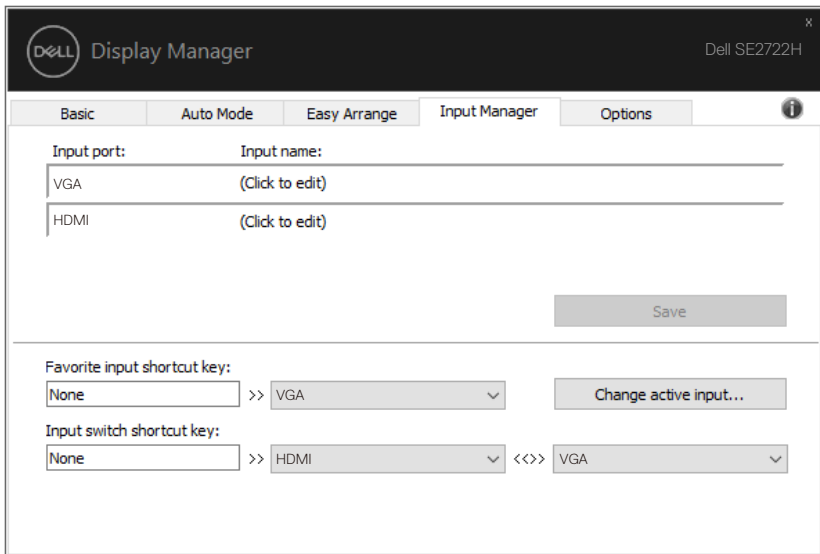 x
DELL Display Manager Dell SE2722H
Basic Auto Mode Easy Arrange Input Manager Options i
Input port: Input name:
VGA (Click to edit)
HDMI (Click to edit)
Save
Favorite input shortcut key:
None >> VGA Change active input...
Input switch shortcut key:
None >> HDMI <<>> VGA